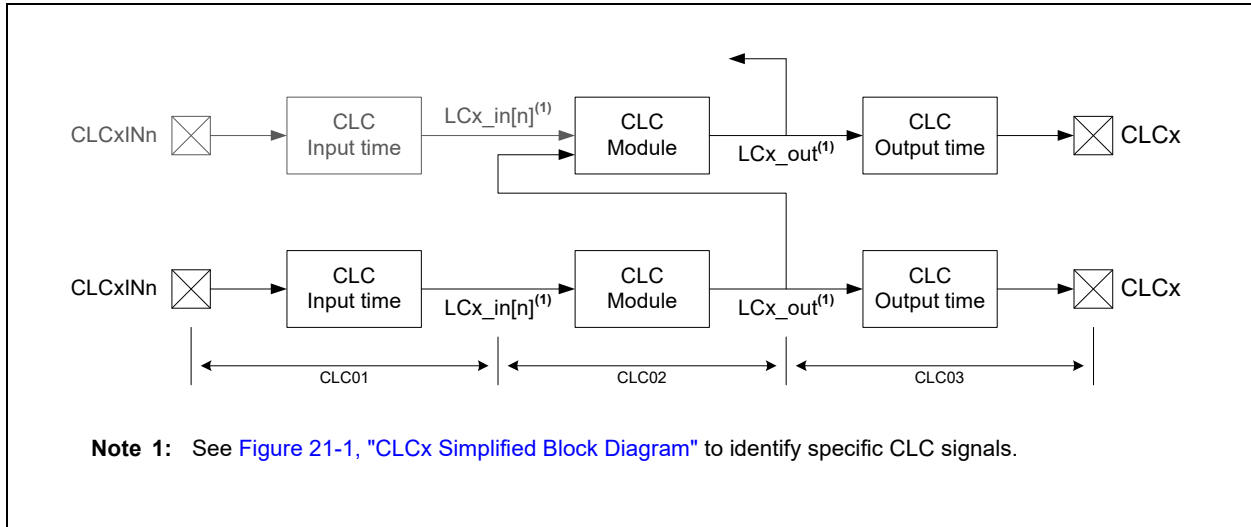 CLCxINn
CLC
Input time
LCx_in[n](1)
CLC
Module
LCx_out(1)
CLC
Output time
CLCx
CLCxINn
CLC
Input time
LCx_in[n](1)
CLC
Module
LCx_out(1)
CLC
Output time
CLCx
CLC01
CLC02
CLC03
Note 1: See Figure 21-1, "CLCx Simplified Block Diagram" to identify specific CLC signals.